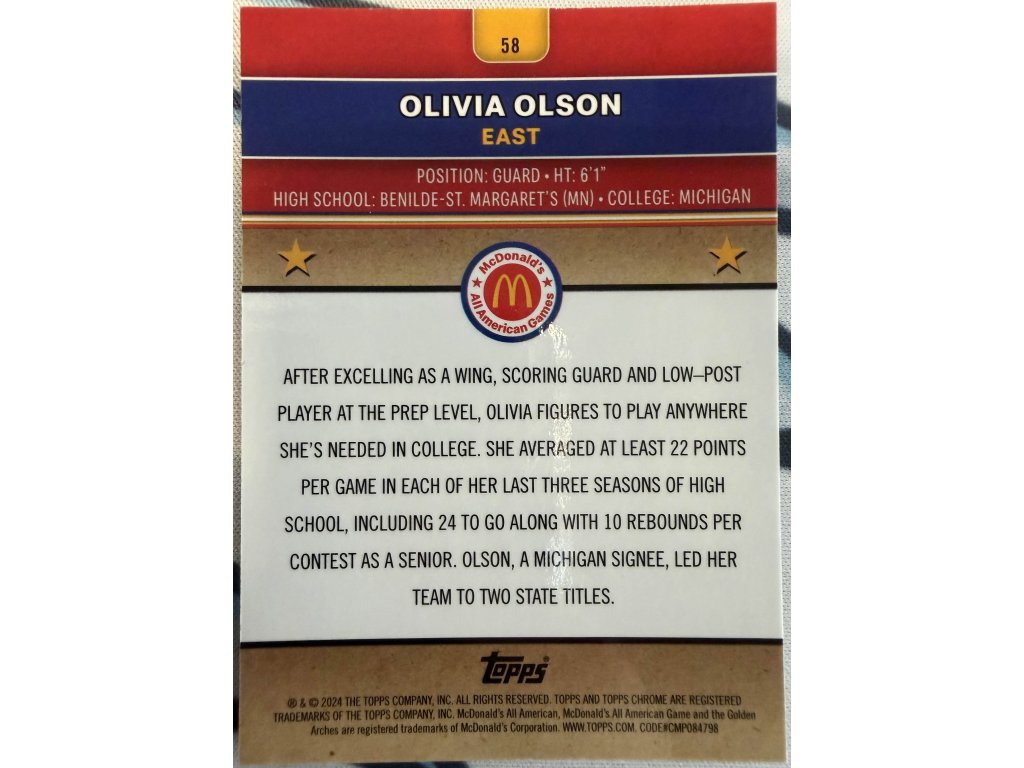 58
OLIVIA OLSON
EAST
POSITION: GUARD • HT: 6'1"
HIGH SCHOOL: BENILDE-ST. MARGARET'S (MN) • COLLEGE: MICHIGAN
McDonald's
All American Games
AFTER EXCELLING AS A WING, SCORING GUARD AND LOW–POST
PLAYER AT THE PREP LEVEL, OLIVIA FIGURES TO PLAY ANYWHERE
SHE'S NEEDED IN COLLEGE. SHE AVERAGED AT LEAST 22 POINTS
PER GAME IN EACH OF HER LAST THREE SEASONS OF HIGH
SCHOOL, INCLUDING 24 TO GO ALONG WITH 10 REBOUNDS PER
CONTEST AS A SENIOR. OLSON, A MICHIGAN SIGNEE, LED HER
TEAM TO TWO STATE TITLES.
topps
® & © 2024 THE TOPPS COMPANY, INC. ALL RIGHTS RESERVED. TOPPS AND TOPPS CHROME ARE REGISTERED
TRADEMARKS OF THE TOPPS COMPANY, INC. McDonald's All American, McDonald's All American Game and the Golden
Arches are registered trademarks of McDonald's Corporation. WWW.TOPPS.COM. CODE#CMP084798